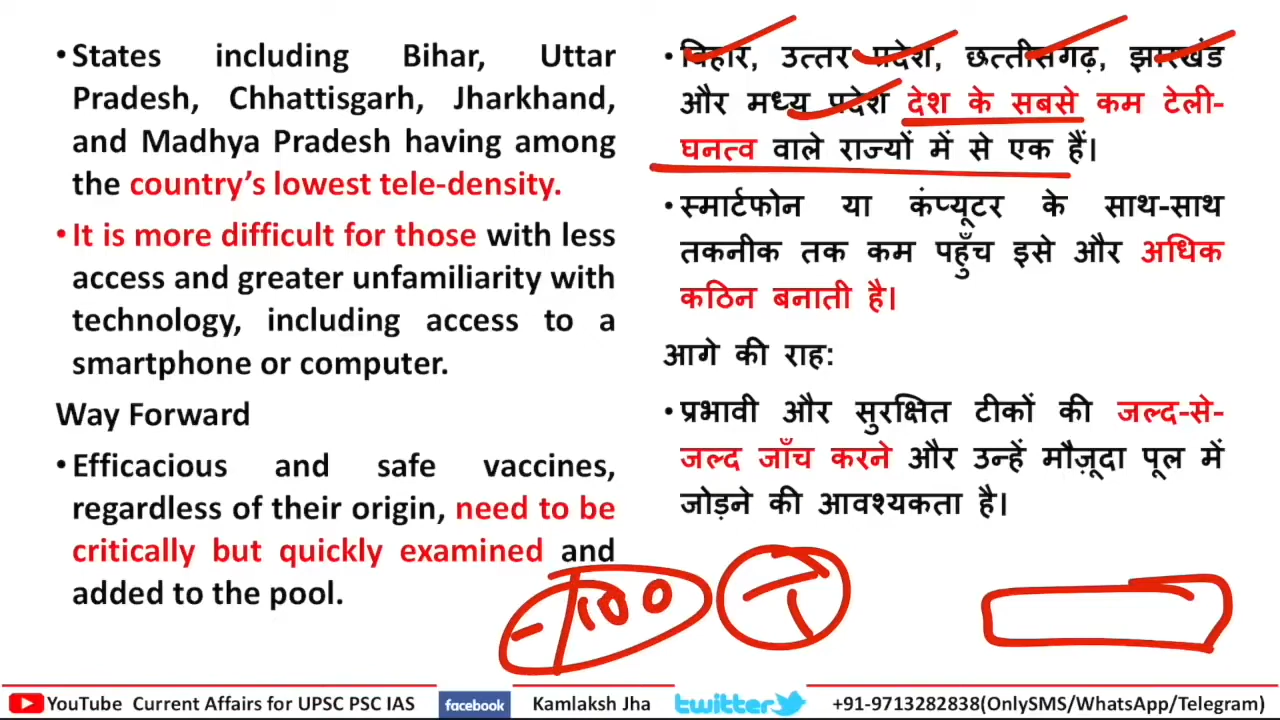 •States including Bihar, Uttar
Pradesh, Chhattisgarh, Jharkhand,
and Madhya Pradesh having among
the country’s lowest tele-density.
•It is more difficult for those with less
access and greater unfamiliarity with
technology, including access to a
smartphone or computer.
Way Forward
•Efficacious and safe vaccines,
regardless of their origin, need to be
critically but quickly examined and
added to the pool.
•बिहार, उत्तर प्रदेश, छत्तीसगढ़, झारखंड
और मध्य प्रदेश देश के सबसे कम टेली-
घनत्व वाले राज्यों में से एक हैं।
•स्मार्टफोन या कंप्यूटर के साथ-साथ
तकनीक तक कम पहुँच इसे और अधिक
कठिन बनाती है।
आगे की राह:
•प्रभावी और सुरक्षित टीकों की जल्द-से-
जल्द जाँच करने और उन्हें मौज़ूदा पूल में
जोड़ने की आवश्यकता है।
100
YouTube Current Affairs for UPSC PSC IAS facebook Kamlaksh Jha twitter +91-9713282838(OnlySMS/WhatsApp/Telegram)